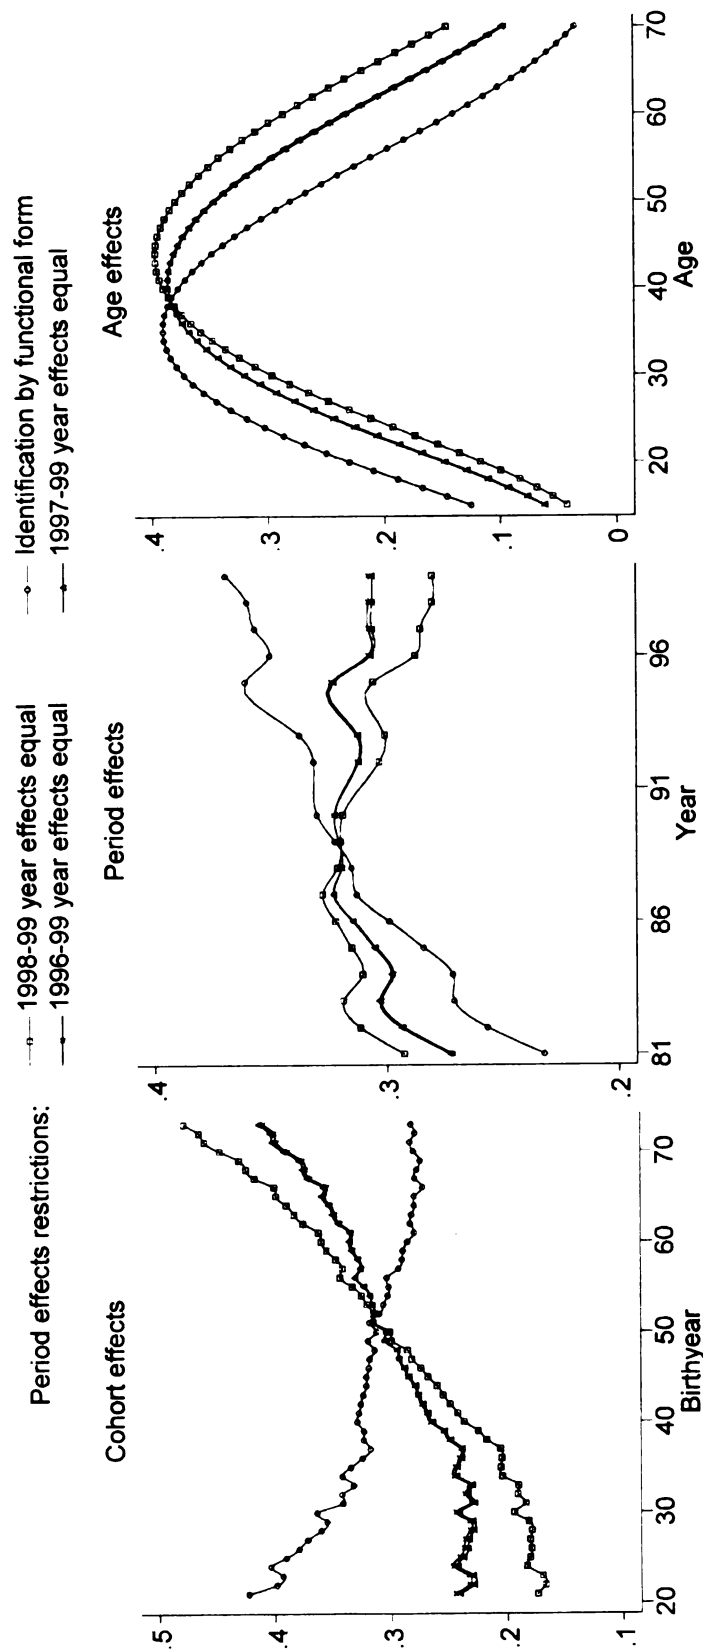 Period effects restrictions:
1998-99 year effects equal
Identification by functional form
1996-99 year effects equal
1997-99 year effects equal
Cohort effects
.5
.4
.3
.2
.1
20 30 40 50 60 70
Birthyear
Period effects
.4
.3
.2
81 86 91 96
Year
Age effects
.4
.3
.2
.1
0
20 30 40 50 60 70
Age